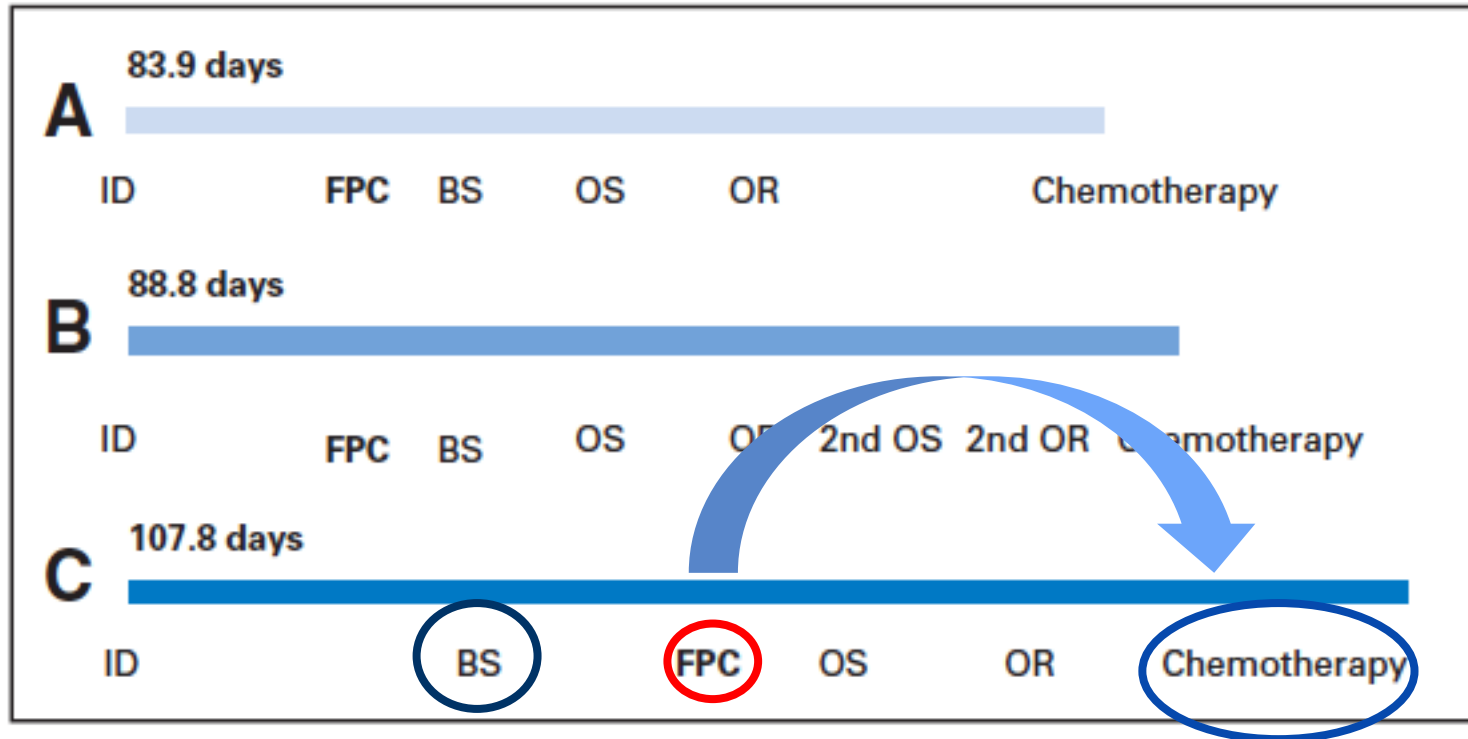 83.9 days
A
ID FPC BS OS OR Chemotherapy
88.8 days
B
ID FPC BS OS 2nd OS 2nd OR
107.8 days
C
ID BS FPC OS OR Chemotherapy